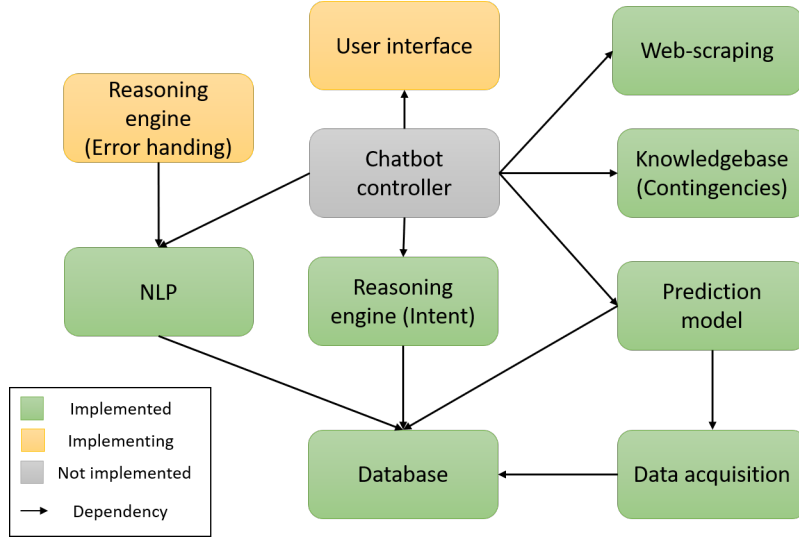 User interface
Web-scraping
Reasoning
engine
(Error handing)
Chatbot
controller
Knowledgebase
(Contingencies)
NLP
Reasoning
engine (Intent)
Prediction
model
Implemented
Implementing
Not implemented
Dependency
Database
Data acquisition